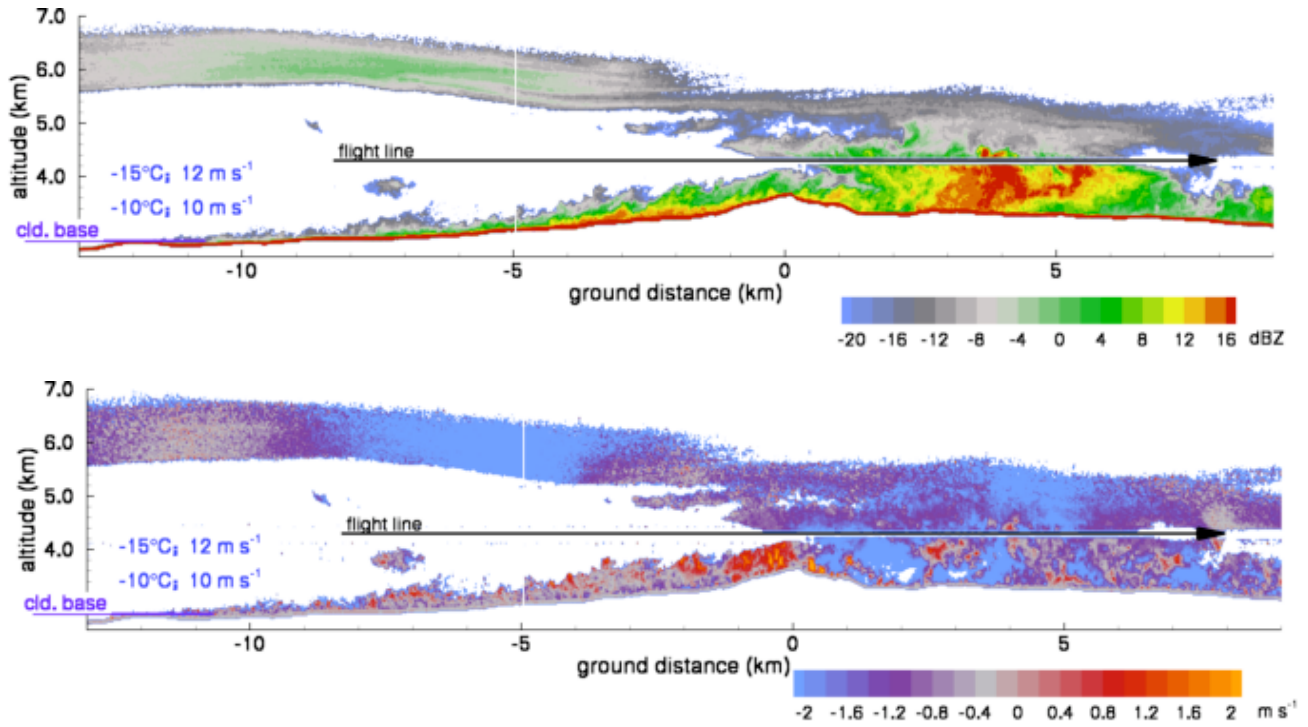 7.0
6.0
5.0
4.0
altitude (km)
flight line
-15°C; 12 m s⁻¹
-10°C; 10 m s⁻¹
cld. base
-10 -5 0 5
ground distance (km)
-20 -16 -12 -8 -4 0 4 8 12 16 dBZ
7.0
6.0
5.0
4.0
altitude (km)
flight line
-15°C; 12 m s⁻¹
-10°C; 10 m s⁻¹
cld. base
-10 -5 0 5
ground distance (km)
-2 -1.6 -1.2 -0.8 -0.4 0 0.4 0.8 1.2 1.6 2 m s⁻¹